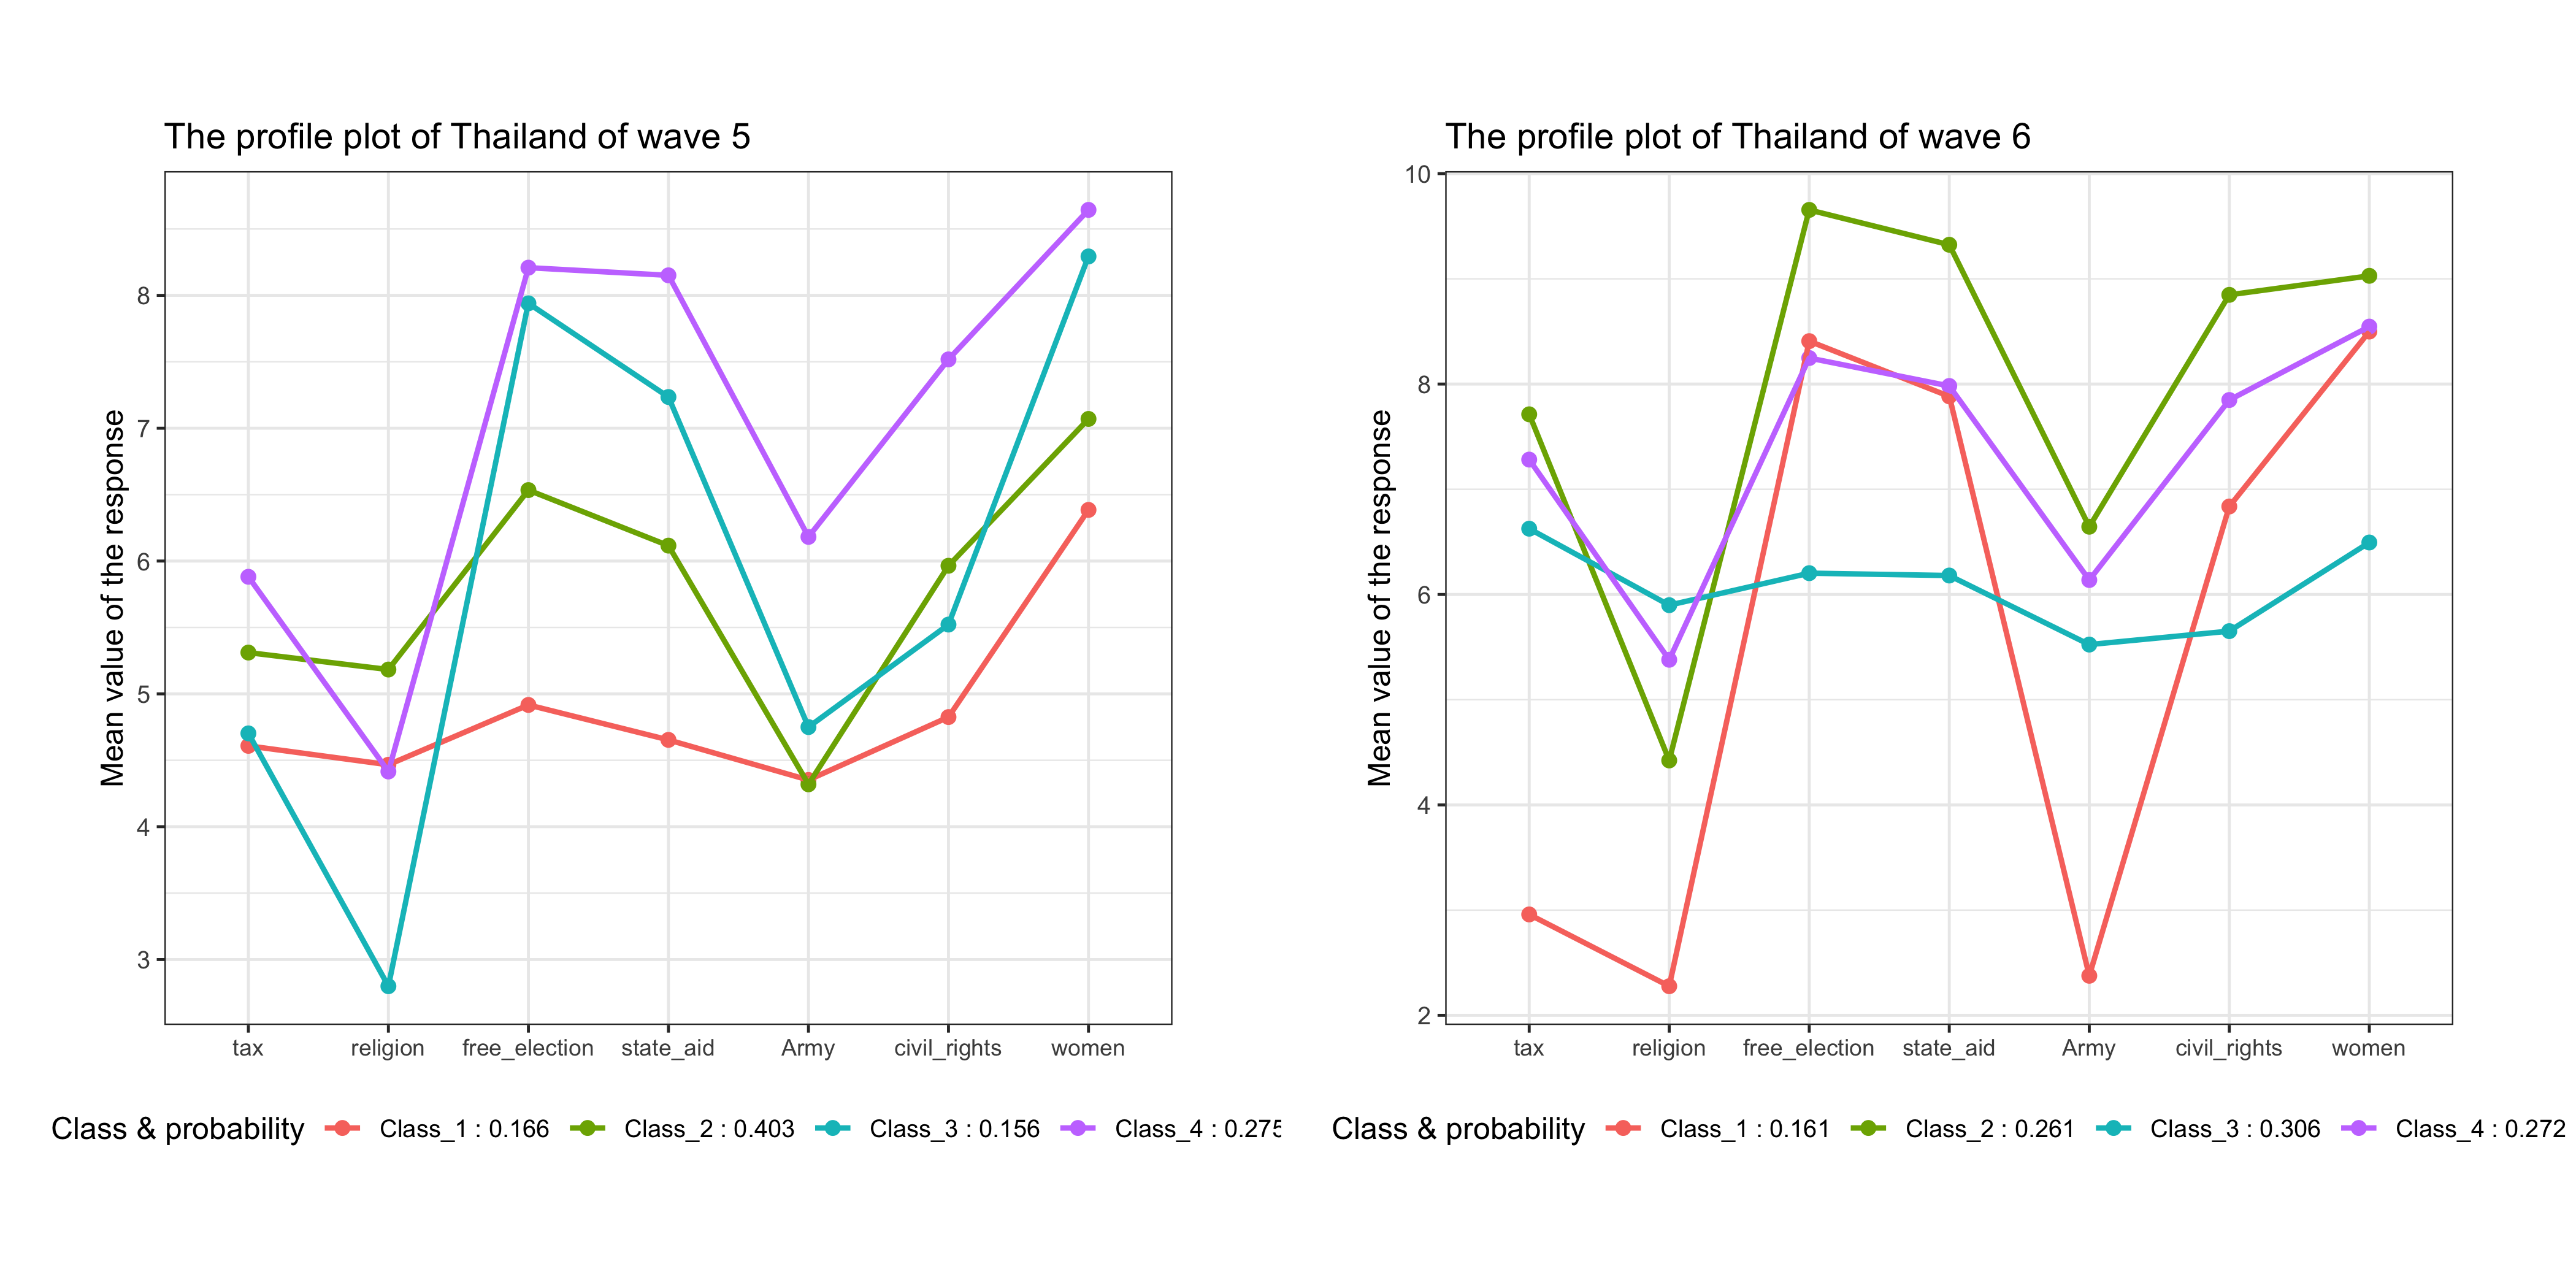 The profile plot of Thailand of wave 5
Mean value of the response
8
7
6
5
4
3
tax religion free_election state_aid Army civil_rights women
Class & probability Class_1 : 0.166 Class_2 : 0.403 Class_3 : 0.156 Class_4 : 0.275
The profile plot of Thailand of wave 6
Mean value of the response
10
8
6
4
2
tax religion free_election state_aid Army civil_rights women
Class & probability Class_1 : 0.161 Class_2 : 0.261 Class_3 : 0.306 Class_4 : 0.272